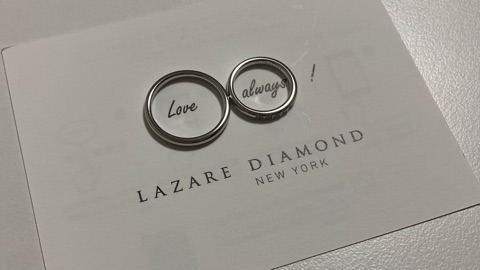 Love always!
LAZARE DIAMOND
NEW YORK